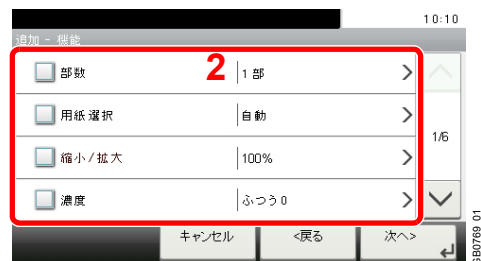 10:10
追加 - 機能
2
部数 1 部
用紙選択 自動
1/6
縮小/拡大 100%
濃度 ふつう 0
キャンセル <戻る 次へ>
GB0769 01